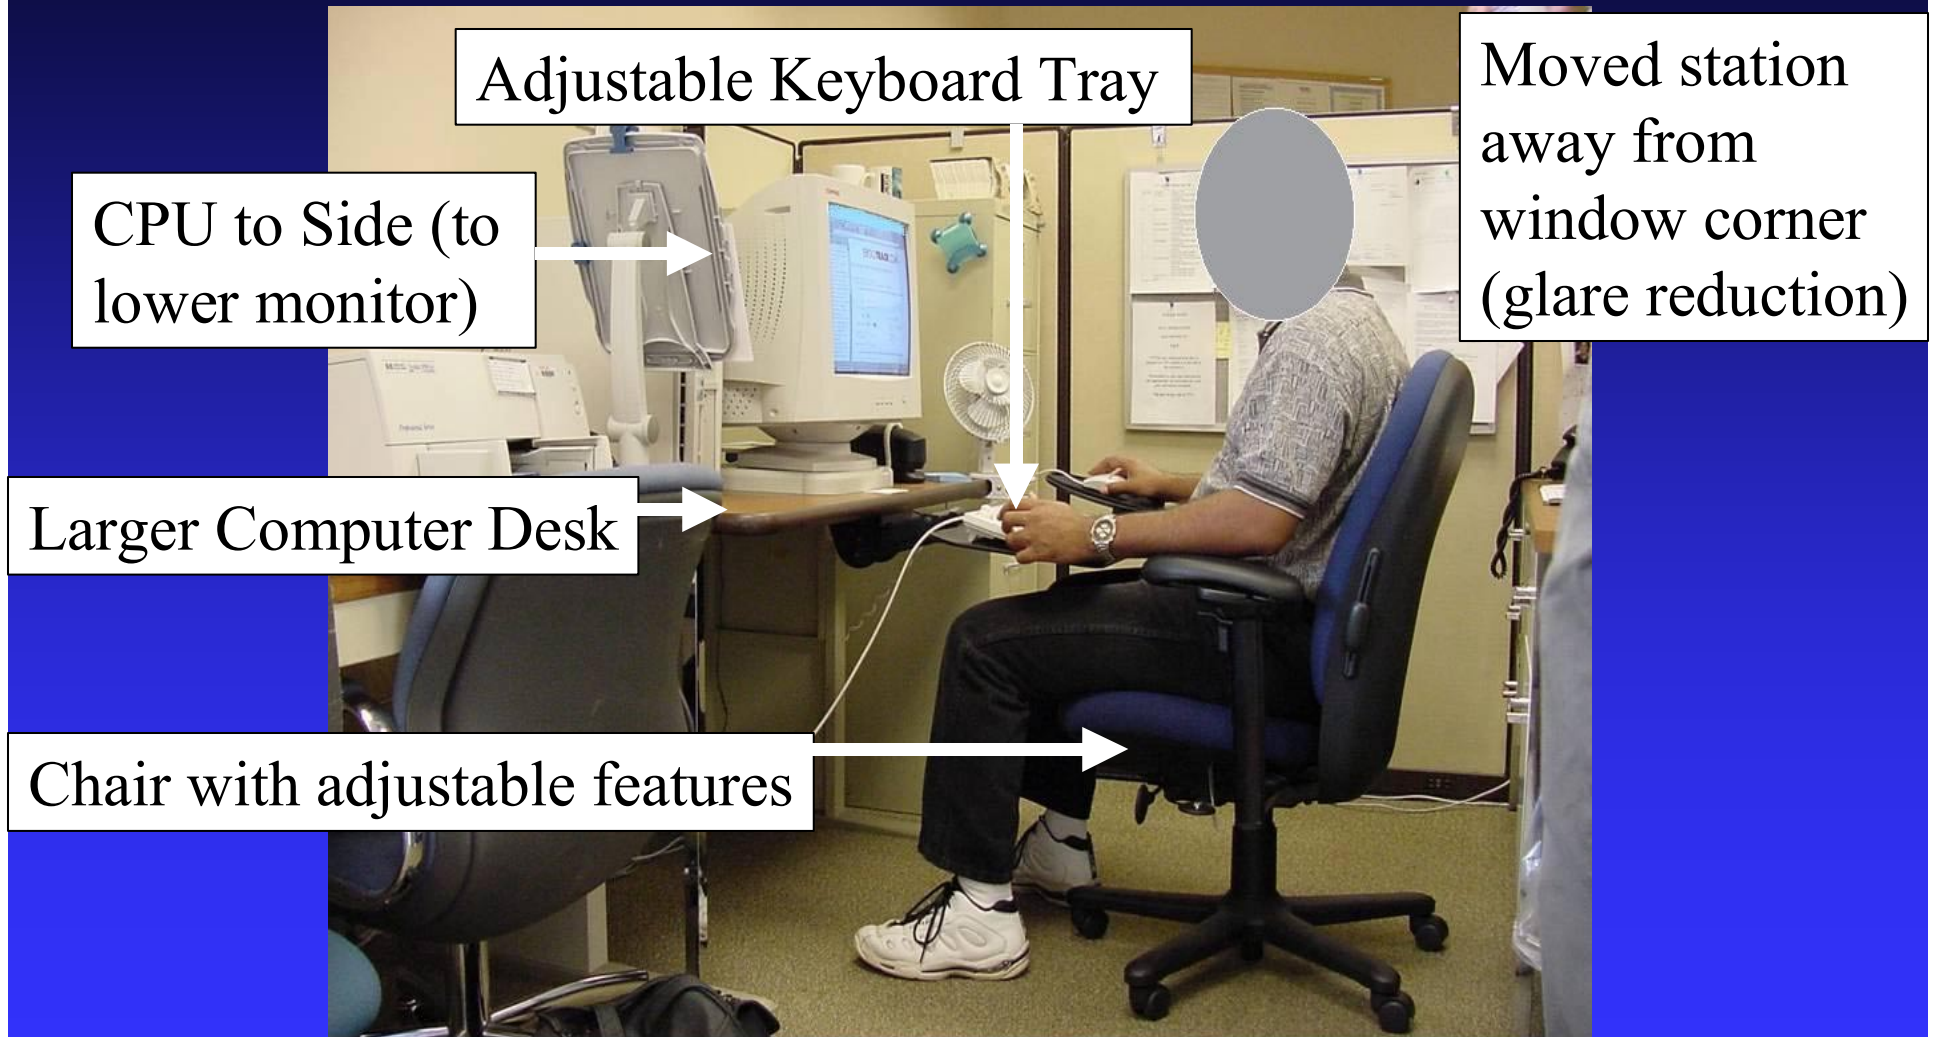 Adjustable Keyboard Tray
Moved station
away from
window corner
(glare reduction)
CPU to Side (to
lower monitor)
Larger Computer Desk
Chair with adjustable features